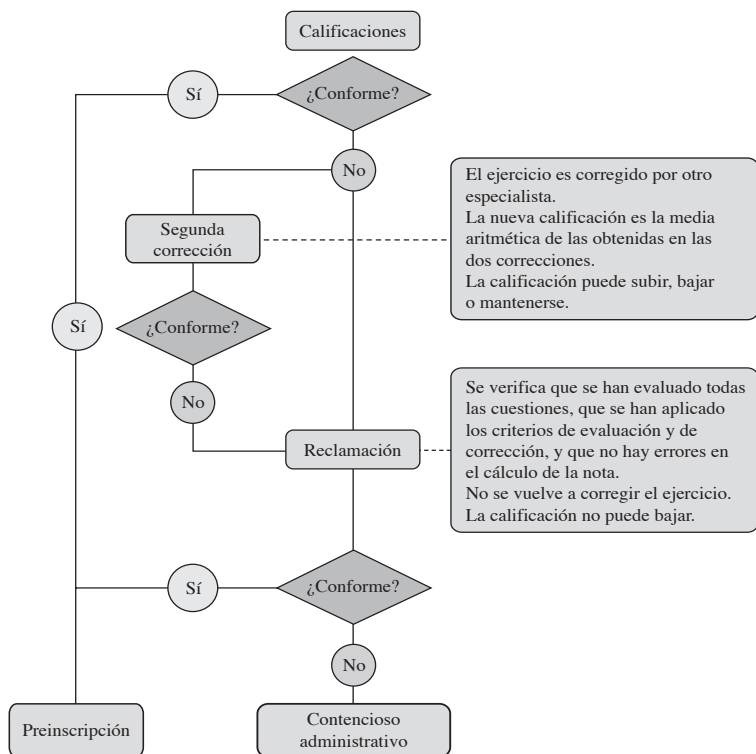 Calificaciones
¿Conforme?
Sí
No
Segunda
corrección
El ejercicio es corregido por otro
especialista.
La nueva calificación es la media
aritmética de las obtenidas en las
dos correcciones.
La calificación puede subir, bajar
o mantenerse.
Sí
¿Conforme?
No
Reclamación
Se verifica que se han evaluado todas
las cuestiones, que se han aplicado
los criterios de evaluación y de
corrección, y que no hay errores en
el cálculo de la nota.
No se vuelve a corregir el ejercicio.
La calificación no puede bajar.
Sí
¿Conforme?
No
Preinscripción
Contencioso
administrativo